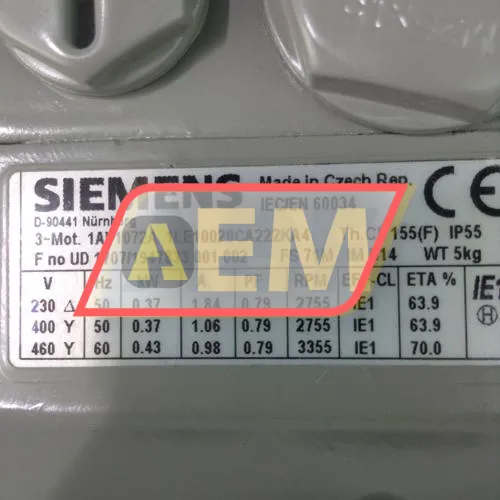 SIEMENS Made in Czech Rep. CE
D-90441 Nürnberg IEC/EN 60034
3~Mot. Th.Cl. 155(F) IP55
F no UD FS 71M WT 5kg
AEM
V Hz RPM EFF-CL ETA %
230 Δ 50 0.37 1.84 0.79 2755 IE1 63.9 IE1
400 Y 50 0.37 1.06 0.79 2755 IE1 63.9
460 Y 60 0.43 0.98 0.79 3355 IE1 70.0